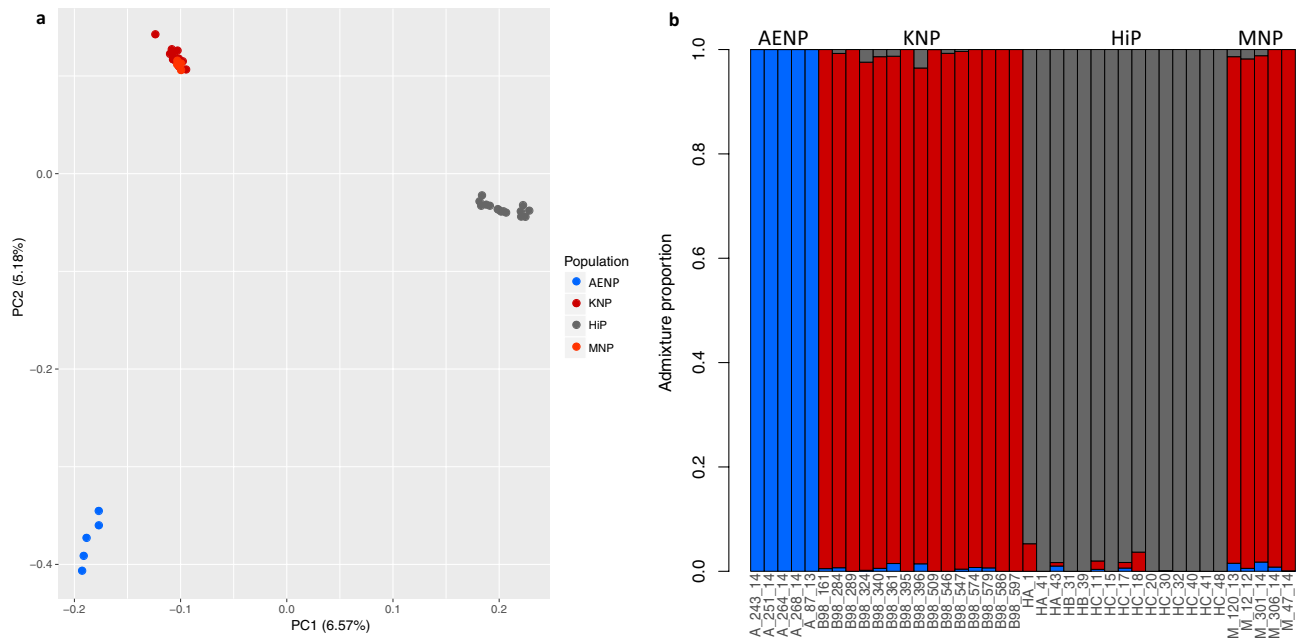 a
0.0
−0.2
−0.4
−0.2
−0.1
0.0
0.1
0.2
PC1 (6.57%)
PC2 (5.18%)
Population
AENP
KNP
HiP
MNP
b
AENP
KNP
HiP
MNP
Admixture proportion
1.0
0.8
0.6
0.4
0.2
0.0
A_243_14
A_251_14
A_264_14
A_268_14
A_87_13
B98_161
B98_284
B98_289
B98_324
B98_340
B98_361
B98_395
B98_396
B98_509
B98_546
B98_547
B98_574
B98_579
B98_586
B98_597
HA_1
HA_41
HA_43
HB_31
HB_39
HC_11
HC_15
HC_17
HC_18
HC_20
HC_30
HC_32
HC_40
HC_41
HC_48
M_120_13
M_12_12
M_301_14
M_306_14
M_47_14